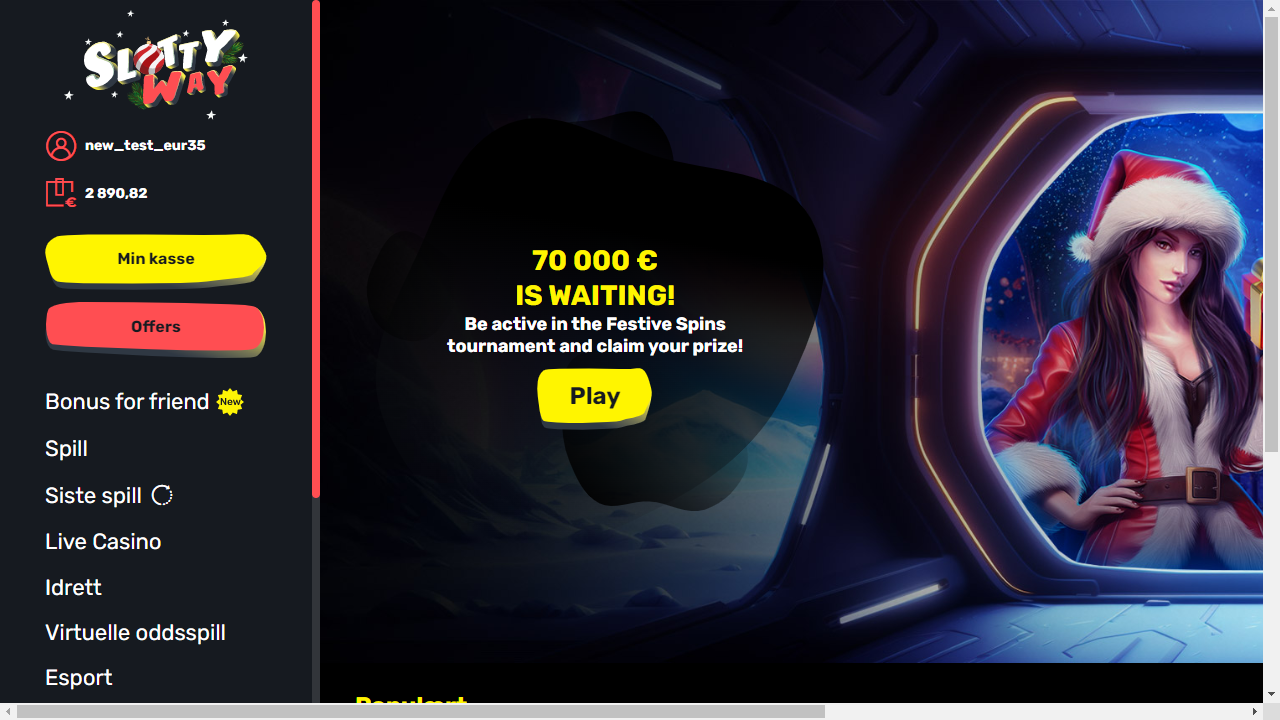 SLOTTY
WAY
new_test_eur35
€
2 890,82
Min kasse
Offers
Bonus for friend New
Spill
Siste spill
Live Casino
Idrett
Virtuelle oddsspill
Esport
70 000 €
IS WAITING!
Be active in the Festive Spins
tournament and claim your prize!
Play
Populært